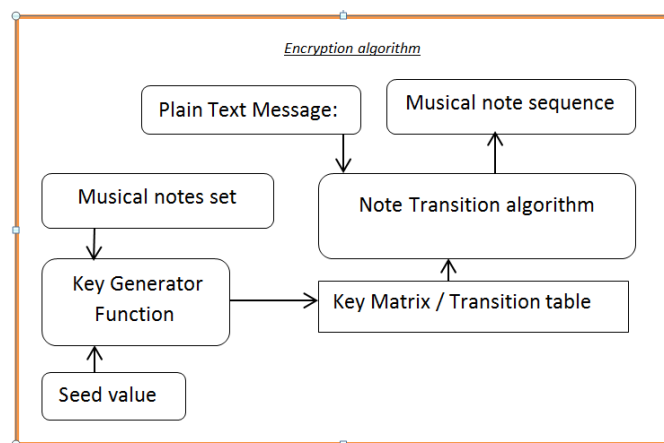 Encryption algorithm
Plain Text Message:
Musical note sequence
Musical notes set
Note Transition algorithm
Key Generator
Function
Key Matrix / Transition table
Seed value